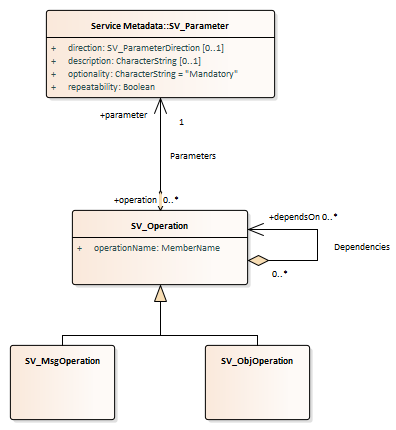 Service Metadata::SV_Parameter
+ direction: SV_ParameterDirection [0..1]
+ description: CharacterString [0..1]
+ optionality: CharacterString = "Mandatory"
+ repeatability: Boolean
+parameter
1
Parameters
+operation 0..*
SV_Operation
+ operationName: MemberName
+dependsOn 0..*
Dependencies
0..*
SV_MsgOperation
SV_ObjOperation